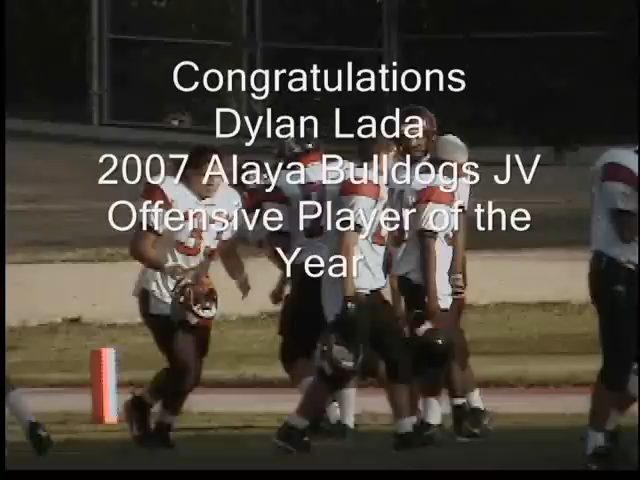 Congratulations
Dylan Lada
2007 Alaya Bulldogs JV
Offensive Player of the
Year